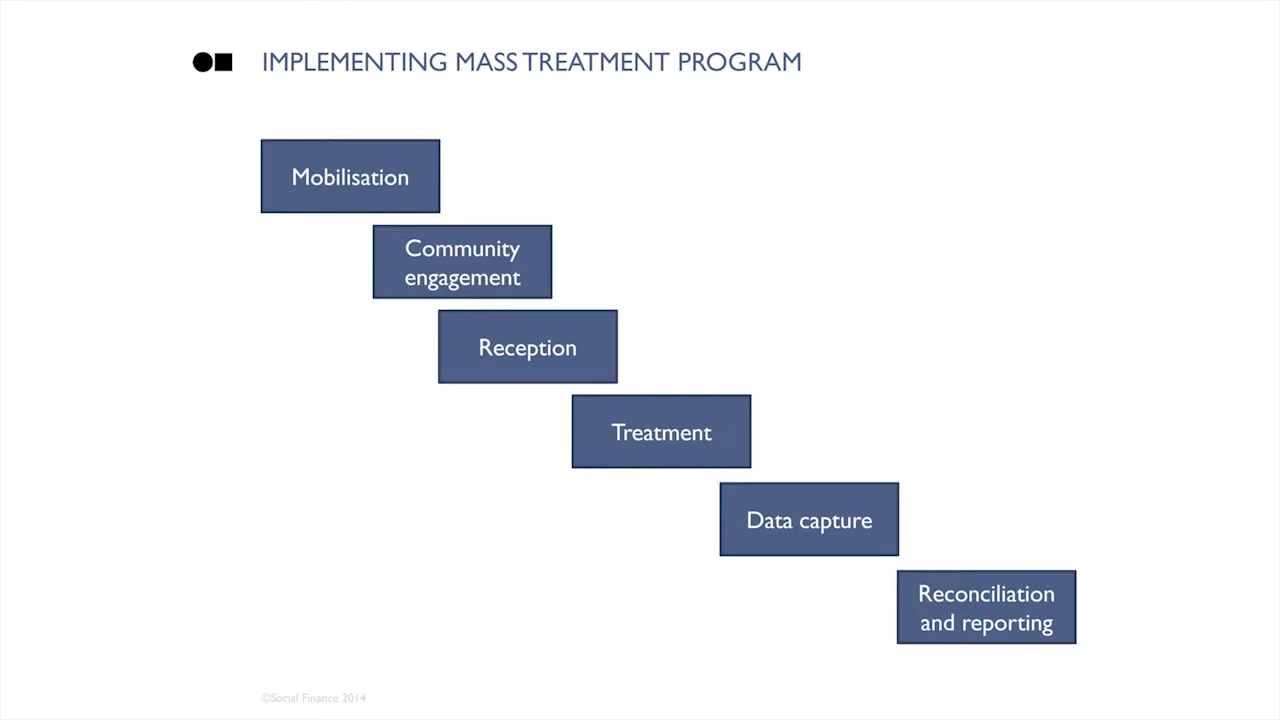 IMPLEMENTING MASS TREATMENT PROGRAM
Mobilisation
Community
engagement
Reception
Treatment
Data capture
Reconciliation
and reporting
©Social Finance 2014